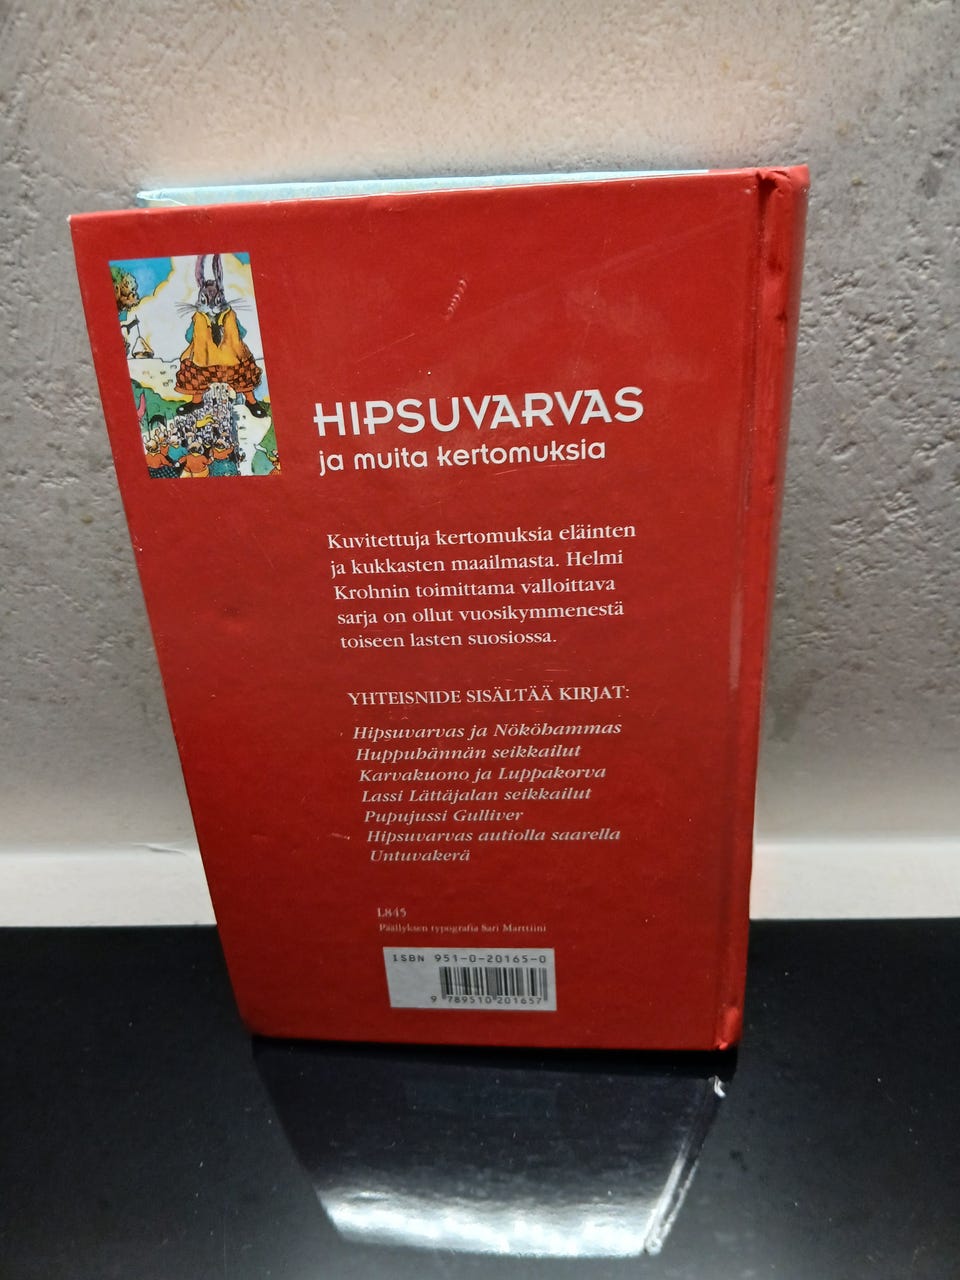 HIPSUVARVAS
ja muita kertomuksia
Kuvitettuja kertomuksia eläinten
ja kukkasten maailmasta. Helmi
Krohnin toimittama valloittava
sarja on ollut vuosikymmenestä
toiseen lasten suosiossa.
YHTEISNIDE SISÄLTÄÄ KIRJAT:
Hipsuvarvas ja Nököhammas
Huppuhännän seikkailut
Karvakuono ja Luppakorva
Lassi Lättäjalan seikkailut
Pupujussi Gulliver
Hipsuvarvas autiolla saarella
Untuvakerä
L845
Päällyksen typografia Sari Marttiini
ISBN 951-0-20165-0
9 789510 201657